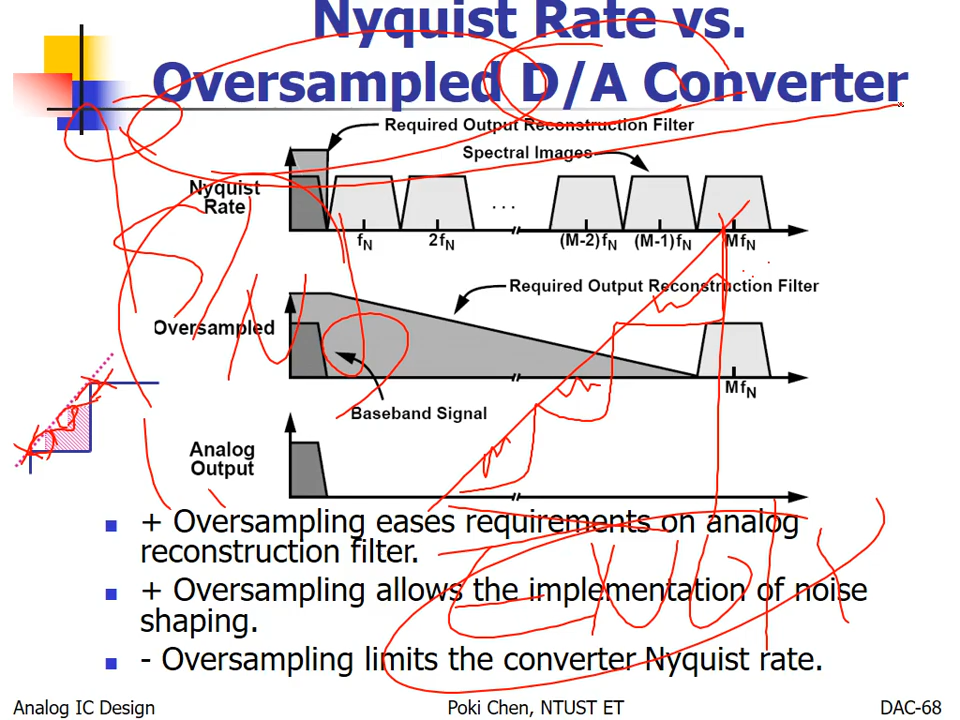 Nyquist Rate vs.
Oversampled D/A Converter
Required Output Reconstruction Filter
Spectral Images
Nyquist
Rate
...
fN
2fN
(M-2)fN
(M-1)fN
MfN
Required Output Reconstruction Filter
Oversampled
MfN
Baseband Signal
Analog
Output
+ Oversampling eases requirements on analog
reconstruction filter.
+ Oversampling allows the implementation of noise
shaping.
- Oversampling limits the converter Nyquist rate.
Analog IC Design
Poki Chen, NTUST ET
DAC-68